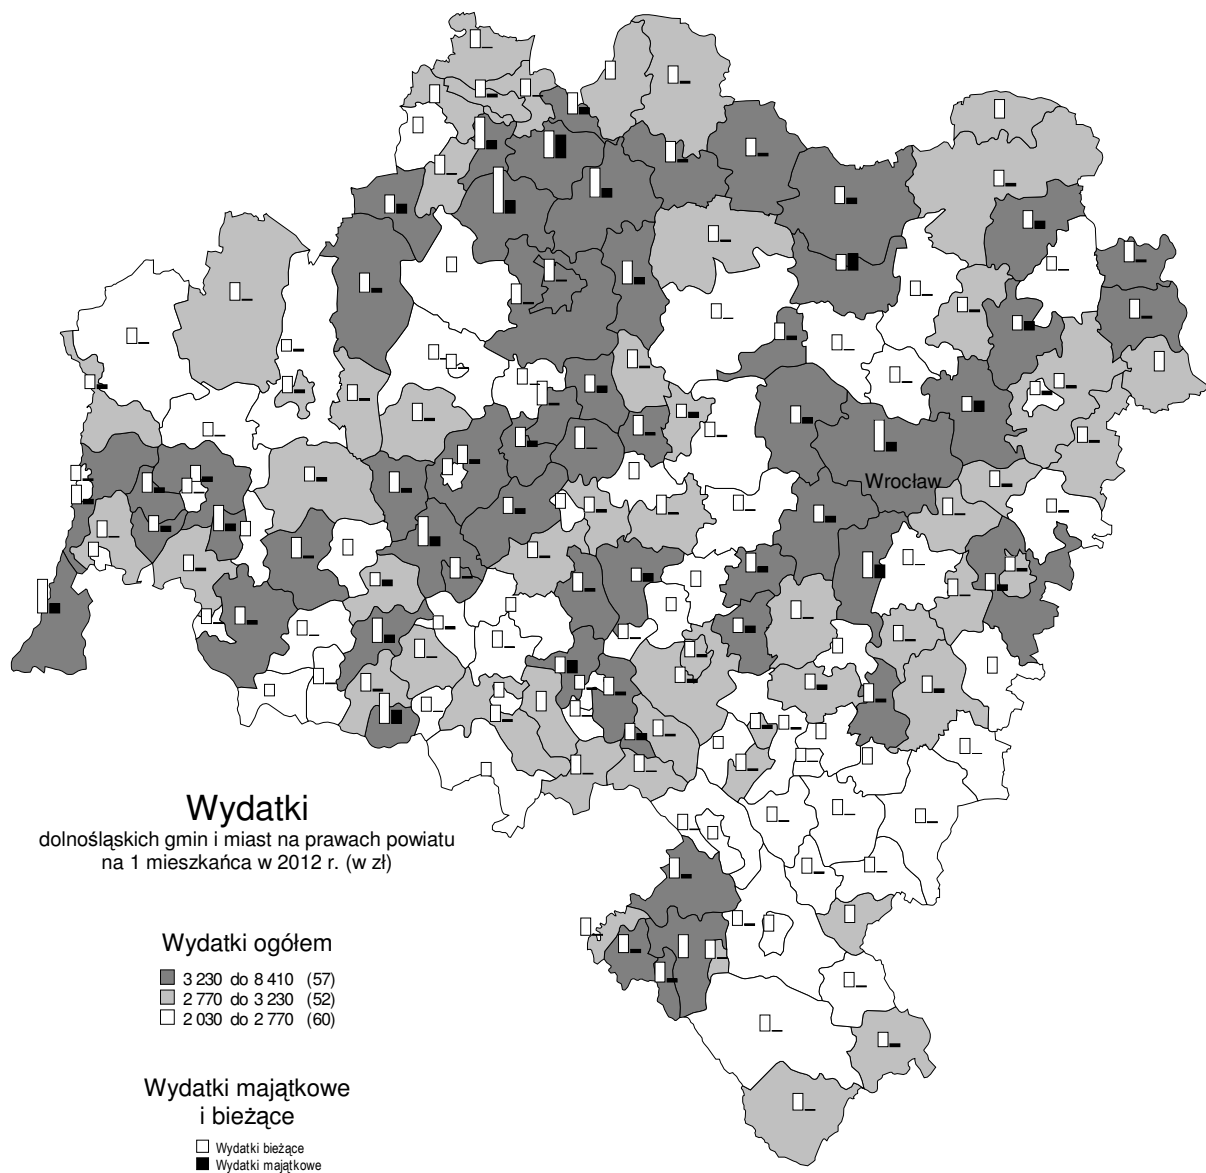 Wrocław
Wydatki
dolnośląskich gmin i miast na prawach powiatu
na 1 mieszkańca w 2012 r. (w zł)
Wydatki ogółem
3 230 do 8 410 (57)
2 770 do 3 230 (52)
2 030 do 2 770 (60)
Wydatki majątkowe
i bieżące
Wydatki bieżące
Wydatki majątkowe